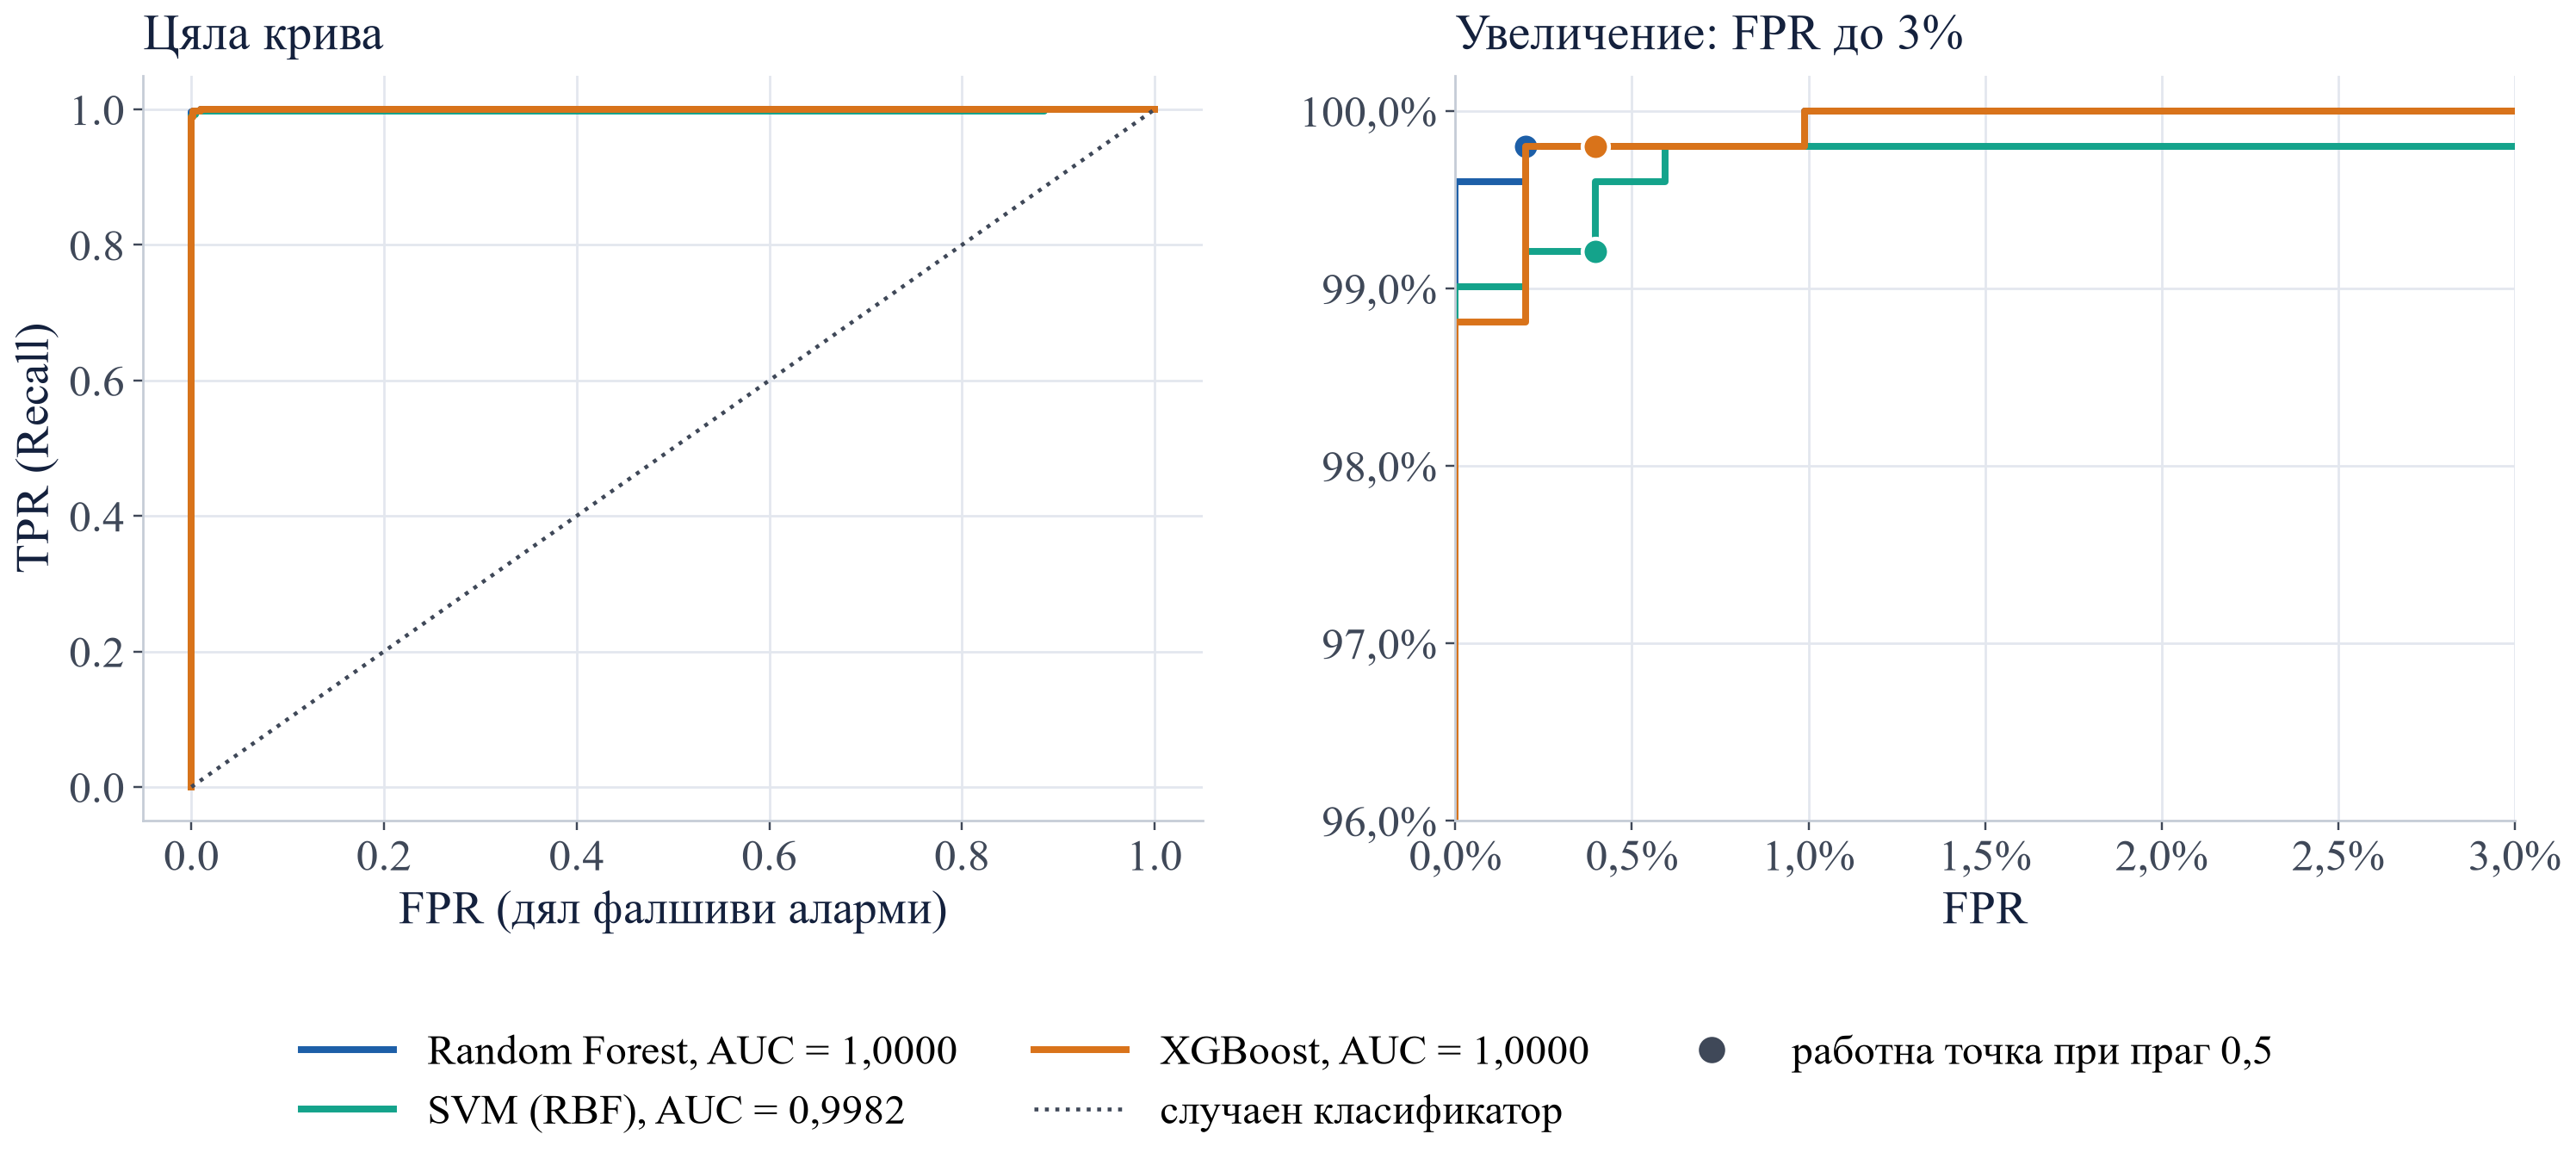 Цяла крива
TPR (Recall)
1.0
0.8
0.6
0.4
0.2
0.0
0.0 0.2 0.4 0.6 0.8 1.0
FPR (дял фалшиви аларми)
Увеличение: FPR до 3%
100,0%
99,0%
98,0%
97,0%
96,0%
0,0% 0,5% 1,0% 1,5% 2,0% 2,5% 3,0%
FPR
Random Forest, AUC = 1,0000
SVM (RBF), AUC = 0,9982
XGBoost, AUC = 1,0000
случаен класификатор
работна точка при праг 0,5